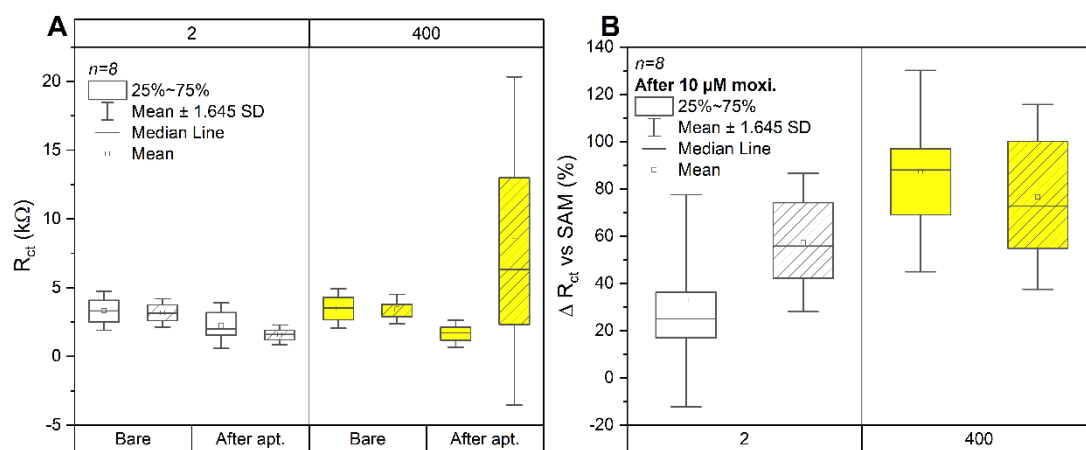 A
2 400
n=8
25%~75%
Mean ± 1.645 SD
Median Line
Mean
R_ct (kΩ)
20
15
10
5
0
-5
Bare After apt. Bare After apt.
B
n=8
After 10 µM moxi.
25%~75%
Mean ± 1.645 SD
Median Line
Mean
Δ R_ct vs SAM (%)
140
120
100
80
60
40
20
0
-20
2 400